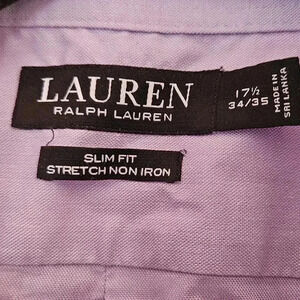 LAUREN
RALPH LAUREN
17½
34/35
MADE IN
SRI LANKA
SLIM FIT
STRETCH NON IRON